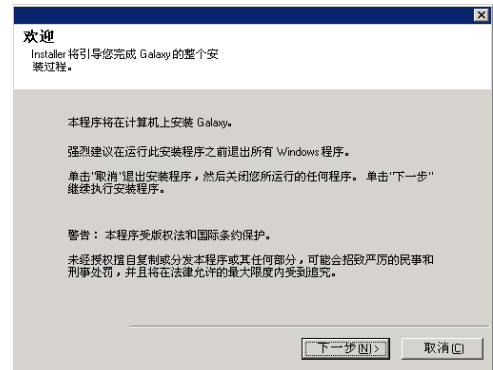 欢迎
Installer 将引导您完成 Galaxy 的整个安
装过程。
本程序将在计算机上安装 Galaxy。
强烈建议在运行此安装程序之前退出所有 Windows 程序。
单击"取消"退出安装程序，然后关闭您所运行的任何程序。 单击"下一步"
继续执行安装程序。
警告： 本程序受版权法和国际条约保护。
未经授权擅自复制或分发本程序或其任何部分，可能会招致严厉的民事和
刑事处罚，并且将在法律允许的最大限度内受到追究。
下一步(N)>
取消(C)